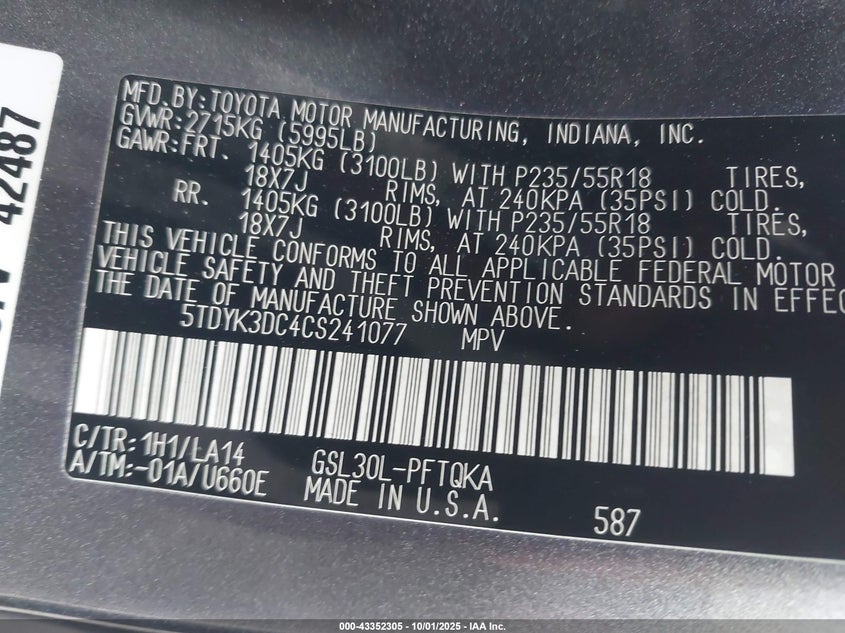 42487
MFD.BY:TOYOTA MOTOR MANUFACTURING, INDIANA, INC.
GVWR:2715KG (5995LB)
GAWR:FRT. 1405KG (3100LB) WITH P235/55R18 TIRES,
18X7J RIMS, AT 240KPA (35PSI) COLD.
RR. 1405KG (3100LB) WITH P235/55R18 TIRES,
18X7J RIMS, AT 240KPA (35PSI) COLD.
THIS VEHICLE CONFORMS TO ALL APPLICABLE FEDERAL MOTOR
VEHICLE SAFETY AND THEFT PREVENTION STANDARDS IN EFFEC
THE DATE OF MANUFACTURE SHOWN ABOVE.
5TDYK3DC4CS241077 MPV
C/TR:1H1/LA14 GSL30L-PFTQKA
A/TM:-01A/U660E MADE IN U.S.A.
587
000-43352305 - 10/01/2025 - IAA Inc.